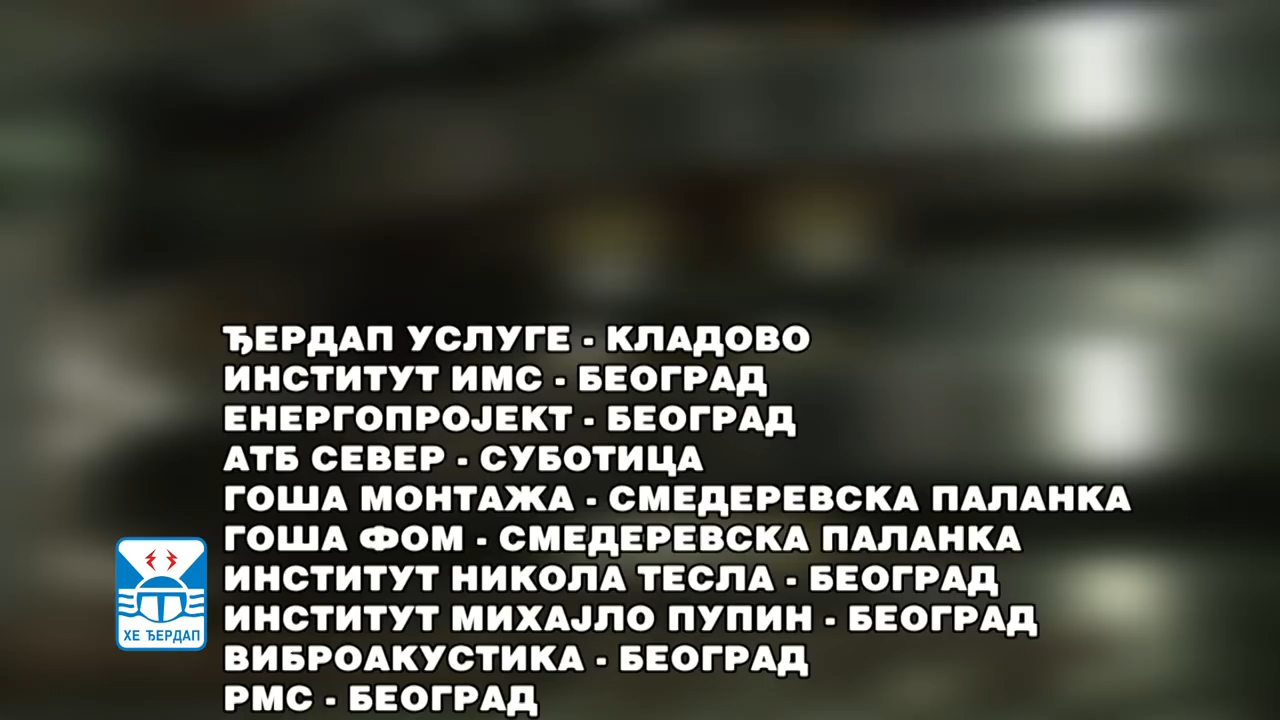 ЂЕРДАП УСЛУГЕ - КЛАДОВО
ИНСТИТУТ ИМС - БЕОГРАД
ЕНЕРГОПРОЈЕКТ - БЕОГРАД
АТБ СЕВЕР - СУБОТИЦА
ГОША МОНТАЖА - СМЕДЕРЕВСКА ПАЛАНКА
ГОША ФОМ - СМЕДЕРЕВСКА ПАЛАНКА
ИНСТИТУТ НИКОЛА ТЕСЛА - БЕОГРАД
ИНСТИТУТ МИХАЈЛО ПУПИН - БЕОГРАД
ВИБРОАКУСТИКА - БЕОГРАД
РМС - БЕОГРАД
ХЕ ЂЕРДАП